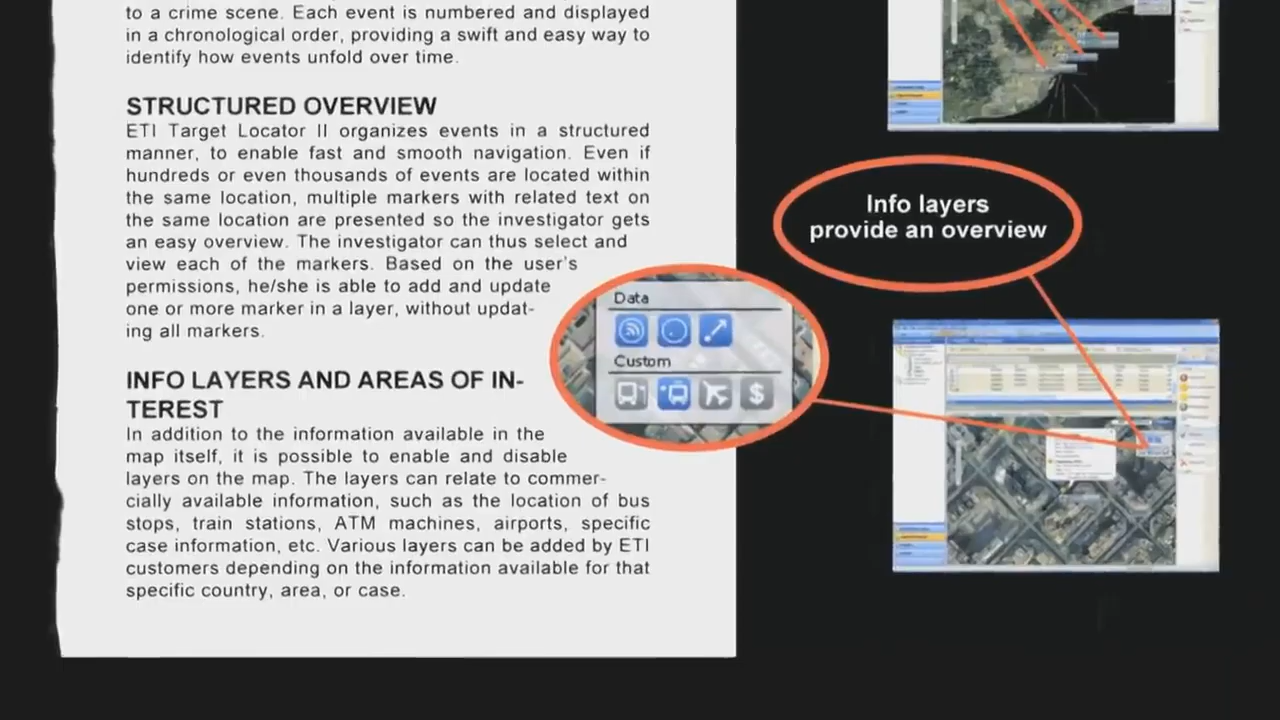 to a crime scene. Each event is numbered and displayed
in a chronological order, providing a swift and easy way to
identify how events unfold over time.
STRUCTURED OVERVIEW
ETI Target Locator II organizes events in a structured
manner, to enable fast and smooth navigation. Even if
hundreds or even thousands of events are located within
the same location, multiple markers with related text on
the same location are presented so the investigator gets
an easy overview. The investigator can thus select and
view each of the markers. Based on the user's
permissions, he/she is able to add and update
one or more marker in a layer, without updat-
ing all markers.
INFO LAYERS AND AREAS OF IN-
TEREST
In addition to the information available in the
map itself, it is possible to enable and disable
layers on the map. The layers can relate to commer-
cially available information, such as the location of bus
stops, train stations, ATM machines, airports, specific
case information, etc. Various layers can be added by ETI
customers depending on the information available for that
specific country, area, or case.
Data
Custom
$
Info layers
provide an overview